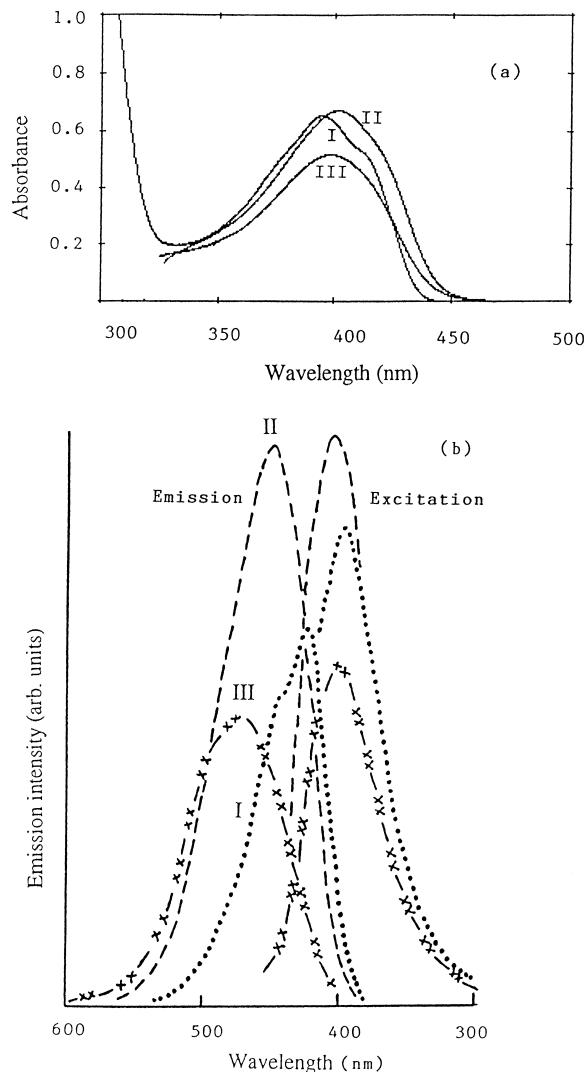 1.0
(a)
0.8
II
0.6
I
Absorbance
0.4
III
0.2
300 350 400 450 500
Wavelength (nm)
II
(b)
Emission Excitation
III
I
Emission intensity (arb. units)
600 500 400 300
Wavelength (nm)